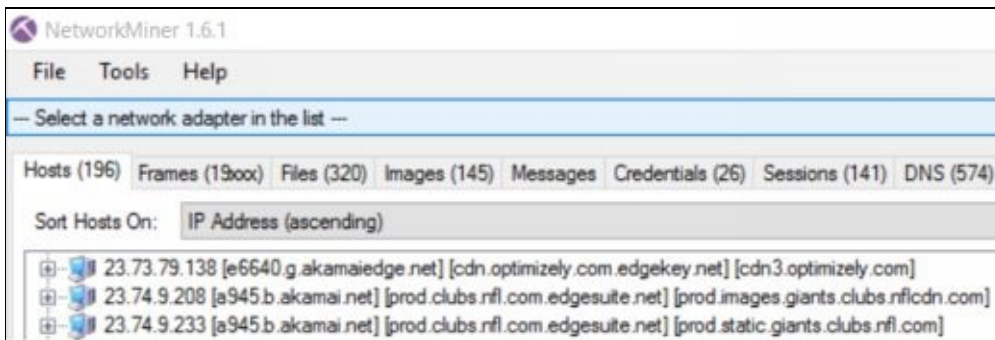 NetworkMiner 1.6.1
File Tools Help
--- Select a network adapter in the list ---
Hosts (196) Frames (19xxx) Files (320) Images (145) Messages Credentials (26) Sessions (141) DNS (574)
Sort Hosts On: IP Address (ascending)
23.73.79.138 [e6640.g.akamaiedge.net] [cdn.optimizely.com.edgekey.net] [cdn3.optimizely.com]
23.74.9.208 [a945.b.akamai.net] [prod.clubs.nfl.com.edgesuite.net] [prod.images.giants.clubs.nflcdn.com]
23.74.9.233 [a945.b.akamai.net] [prod.clubs.nfl.com.edgesuite.net] [prod.static.giants.clubs.nfl.com]